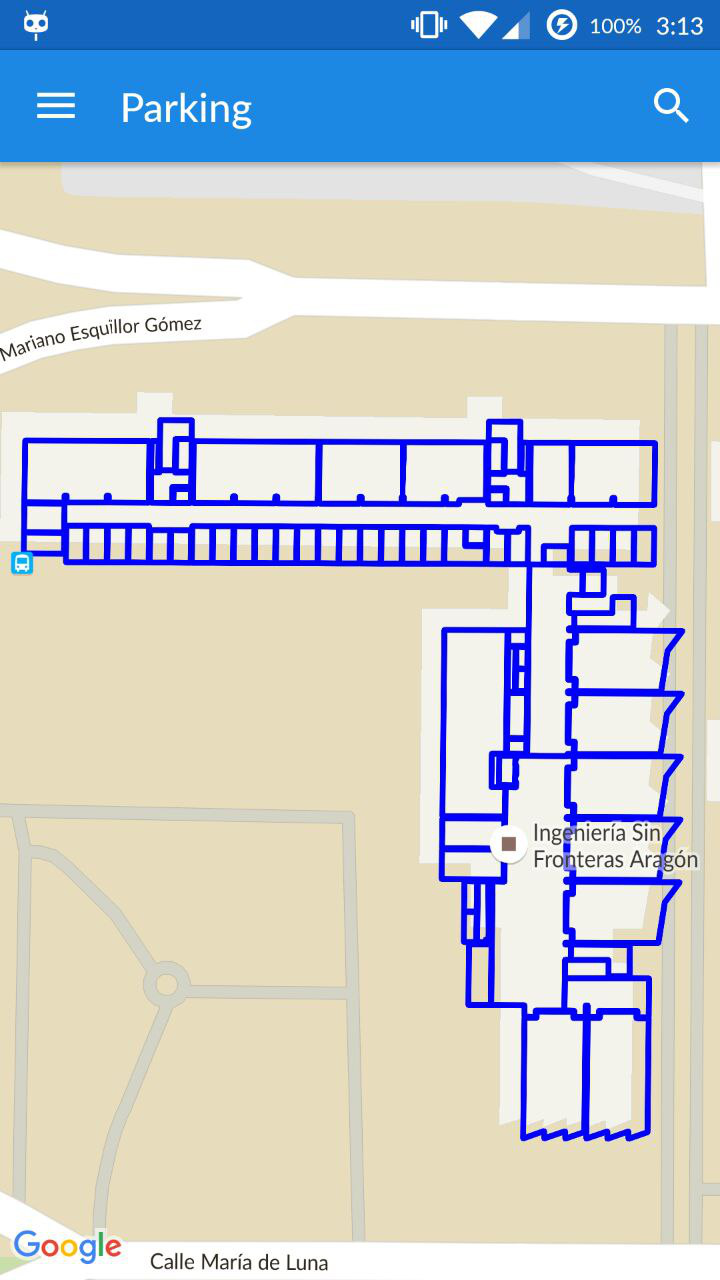 100% 3:13
Parking
Mariano Esquillor Gómez
Ingeniería Sin
Fronteras Aragón
Google
Calle María de Luna